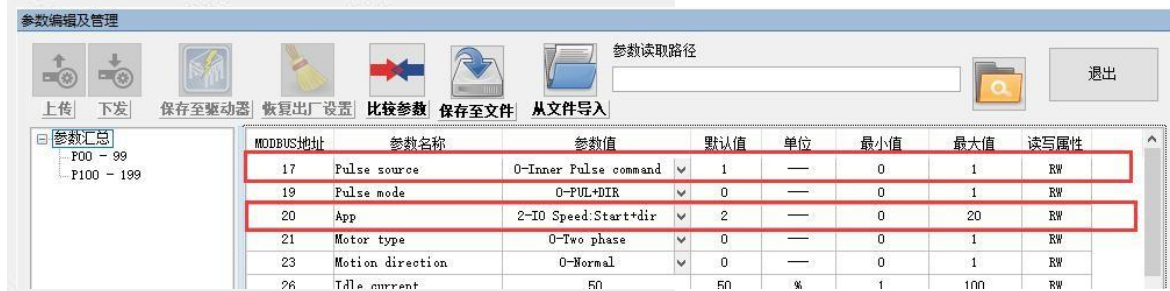 参数编辑及管理
参数读取路径
上传 下发 保存至驱动器 恢复出厂设置 比较参数 保存至文件 从文件导入 退出
参数汇总
P00 - 99
P100 - 199
MODBUS地址 参数名称 参数值 默认值 单位 最小值 最大值 读写属性
17 Pulse source 0-Inner Pulse command 1 — 0 1 RW
19 Pulse mode 0-PUL+DIR 0 — 0 1 RW
20 App 2-IO Speed:Start+dir 2 — 0 20 RW
21 Motor type 0-Two phase 0 — 0 1 RW
23 Motion direction 0-Normal 0 — 0 1 RW
26 Idle current 50 50 % 1 100 RW